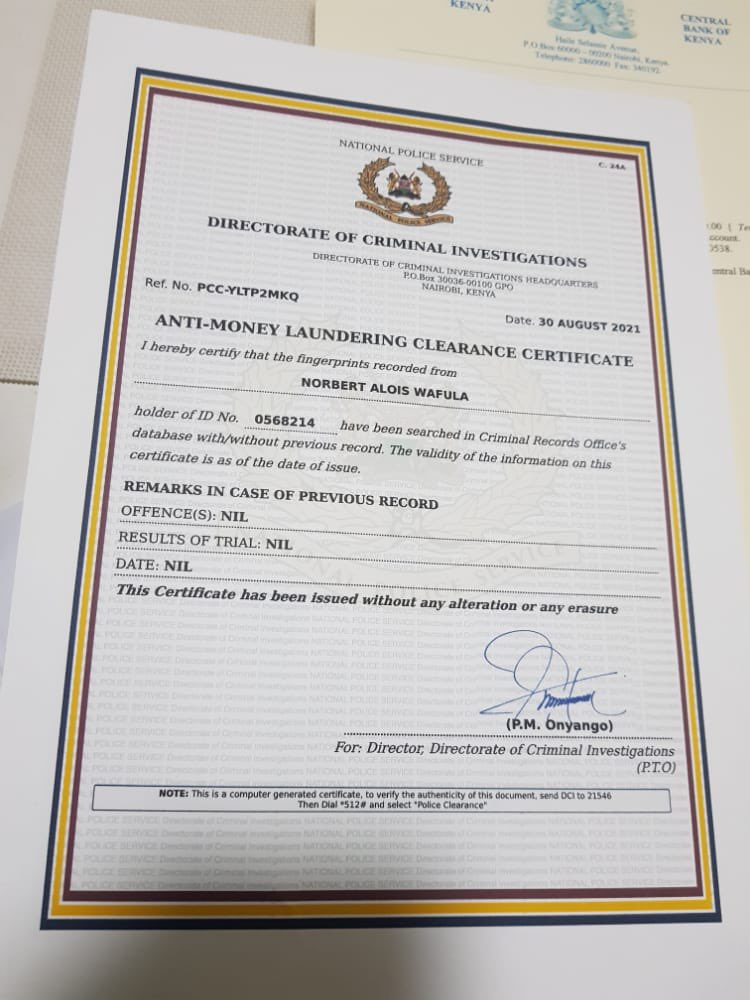 KENYA
CENTRAL
BANK OF
KENYA
Haile Selassie Avenue,
P.O.Box 60000 - 00200 Nairobi, Kenya.
Telephone: 2860000 Fax: 340192
NATIONAL POLICE SERVICE
C. 24A
NATIONAL POLICE SERVICE
DIRECTORATE OF CRIMINAL INVESTIGATIONS
DIRECTORATE OF CRIMINAL INVESTIGATIONS HEADQUARTERS
P.O.Box 30036-00100 GPO
NAIROBI, KENYA
Ref. No. PCC-YLTP2MKQ
Date. 30 AUGUST 2021
ANTI-MONEY LAUNDERING CLEARANCE CERTIFICATE
I hereby certify that the fingerprints recorded from
NORBERT ALOIS WAFULA
holder of ID No. 0568214 have been searched in Criminal Records Office's
database with/without previous record. The validity of the information on this
certificate is as of the date of issue.
REMARKS IN CASE OF PREVIOUS RECORD
OFFENCE(S): NIL
RESULTS OF TRIAL: NIL
DATE: NIL
This Certificate has been issued without any alteration or any erasure
(P.M. Onyango)
For: Director, Directorate of Criminal Investigations
(P.T.O)
NOTE: This is a computer generated certificate, to verify the authenticity of this document, send DCI to 21546
Then Dial *512# and select "Police Clearance"